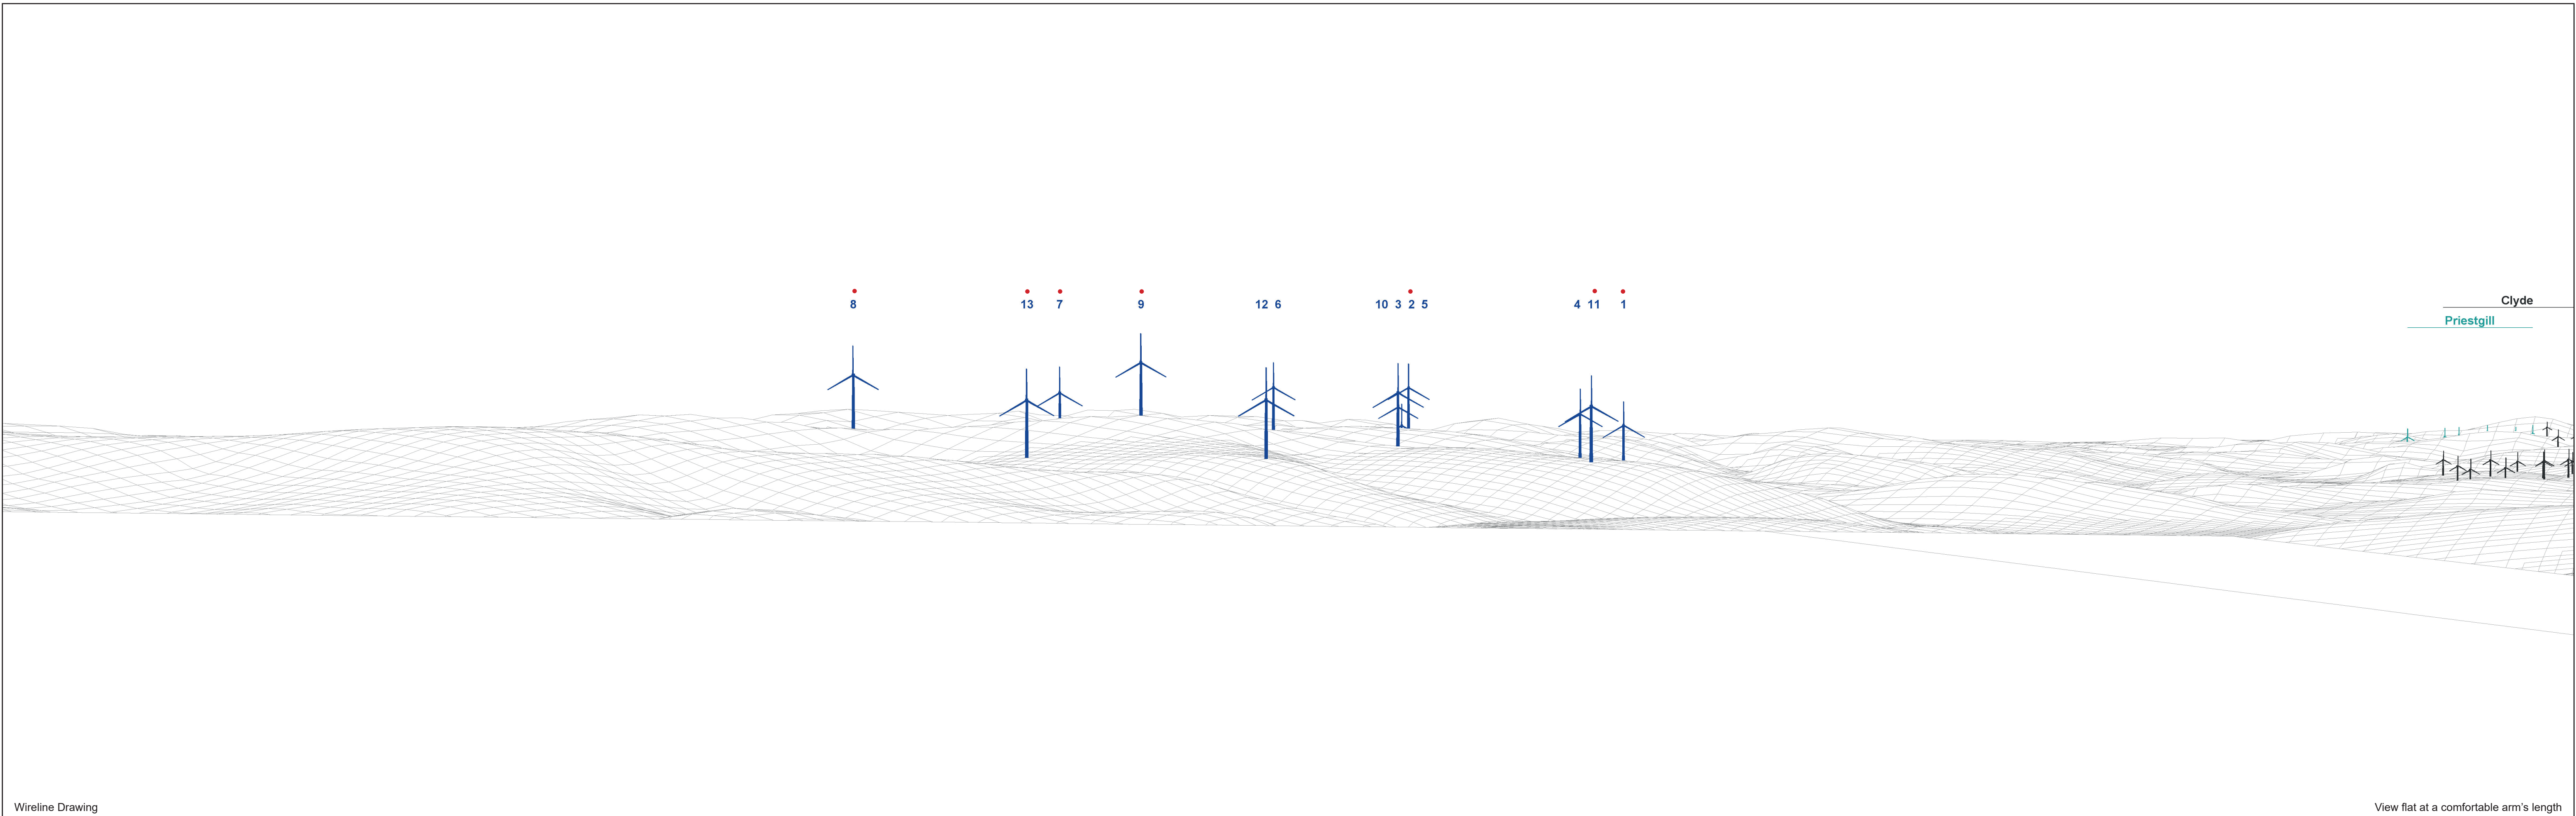 8 13 7 9 12 6 10 3 2 5 4 11 1
Clyde
Priestgill
Wireline Drawing
View flat at a comfortable arm's length